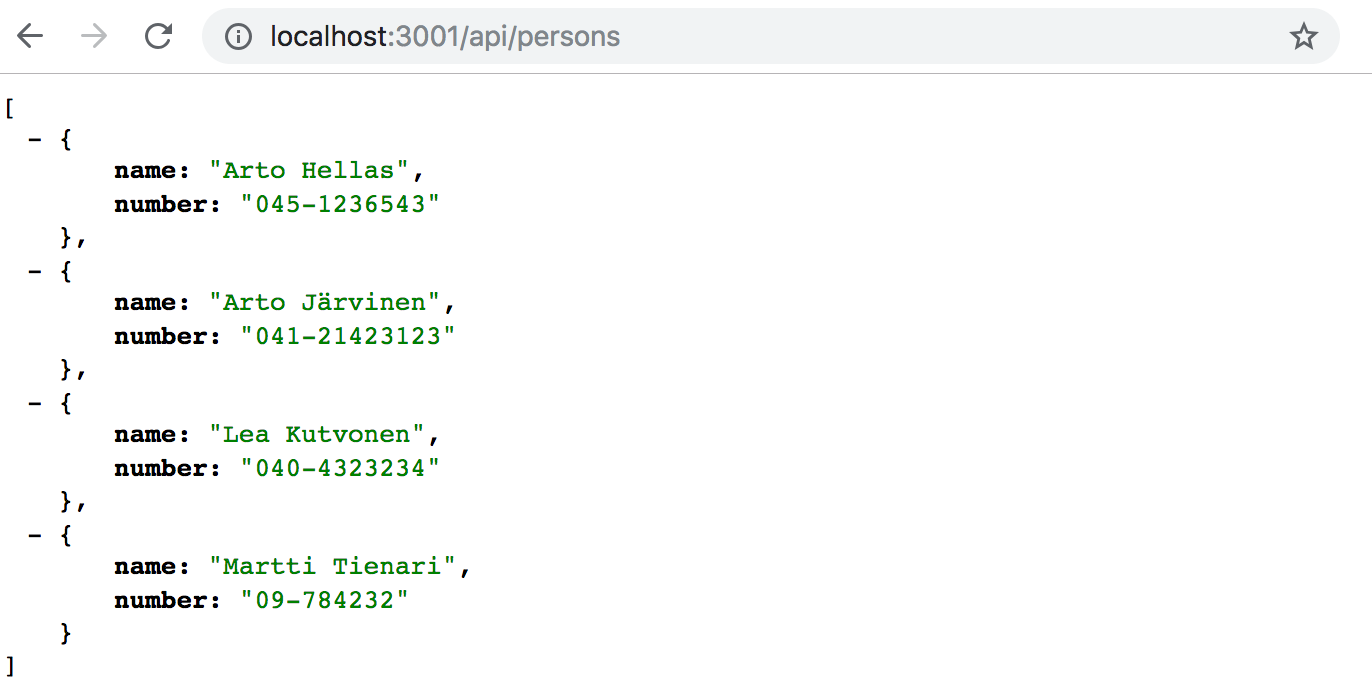 localhost:3001/api/persons
[
- {
name: "Arto Hellas",
number: "045-1236543"
},
- {
name: "Arto Järvinen",
number: "041-21423123"
},
- {
name: "Lea Kutvonen",
number: "040-4323234"
},
- {
name: "Martti Tienari",
number: "09-784232"
}
]